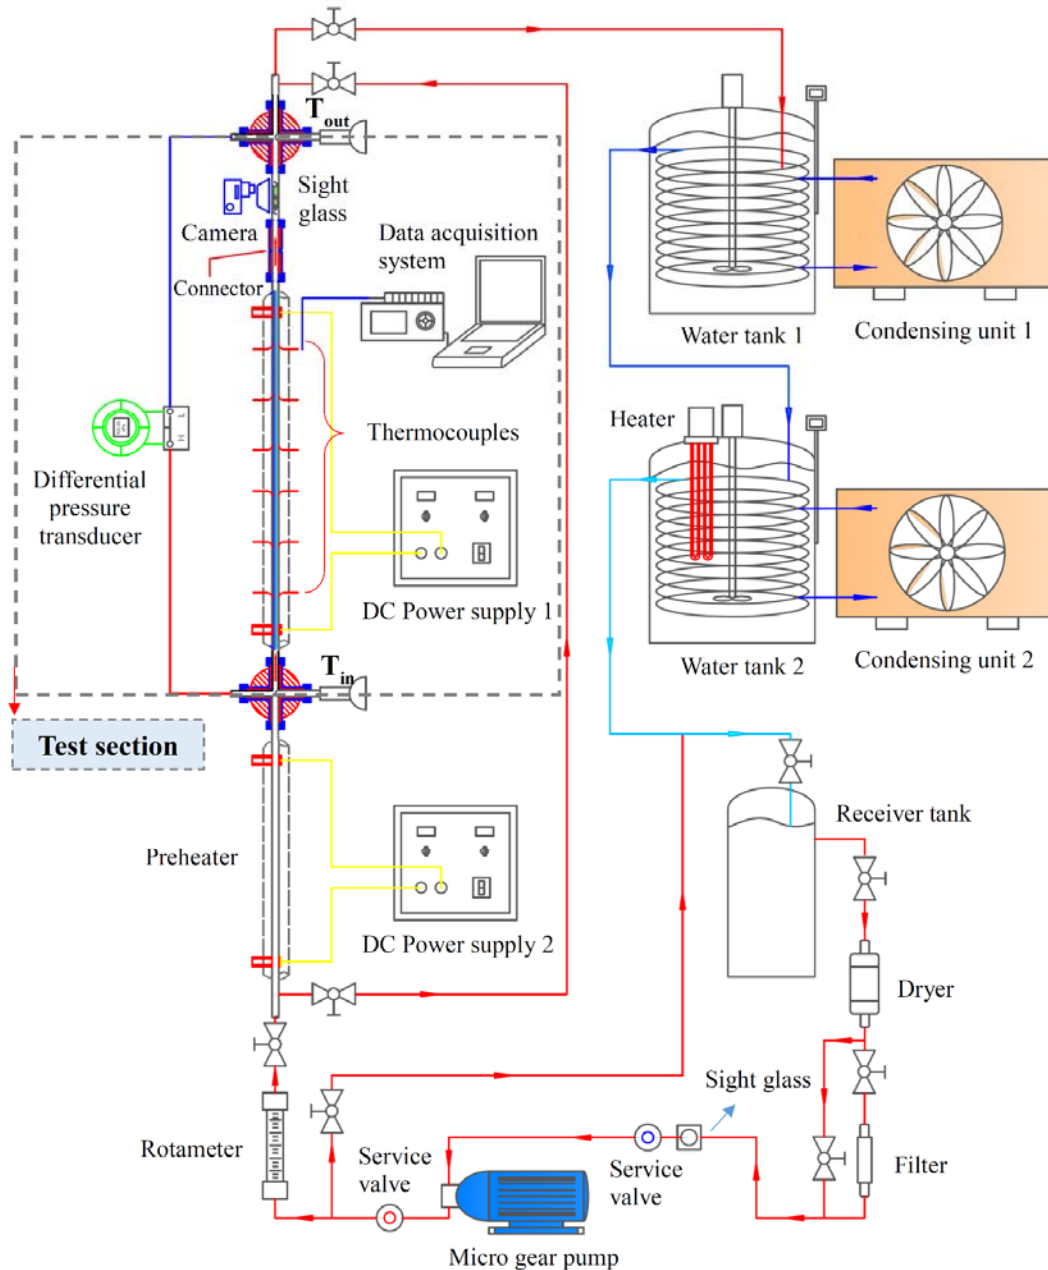 T
out
Sight
glass
Camera
Connector
Data acquisition
system
Water tank 1
Condensing unit 1
Heater
Thermocouples
L
H
Differential
pressure
transducer
DC Power supply 1
Water tank 2
Condensing unit 2
T
in
Test section
Receiver tank
Preheater
DC Power supply 2
Dryer
Sight glass
Rotameter
Service
valve
Service
valve
Filter
Micro gear pump